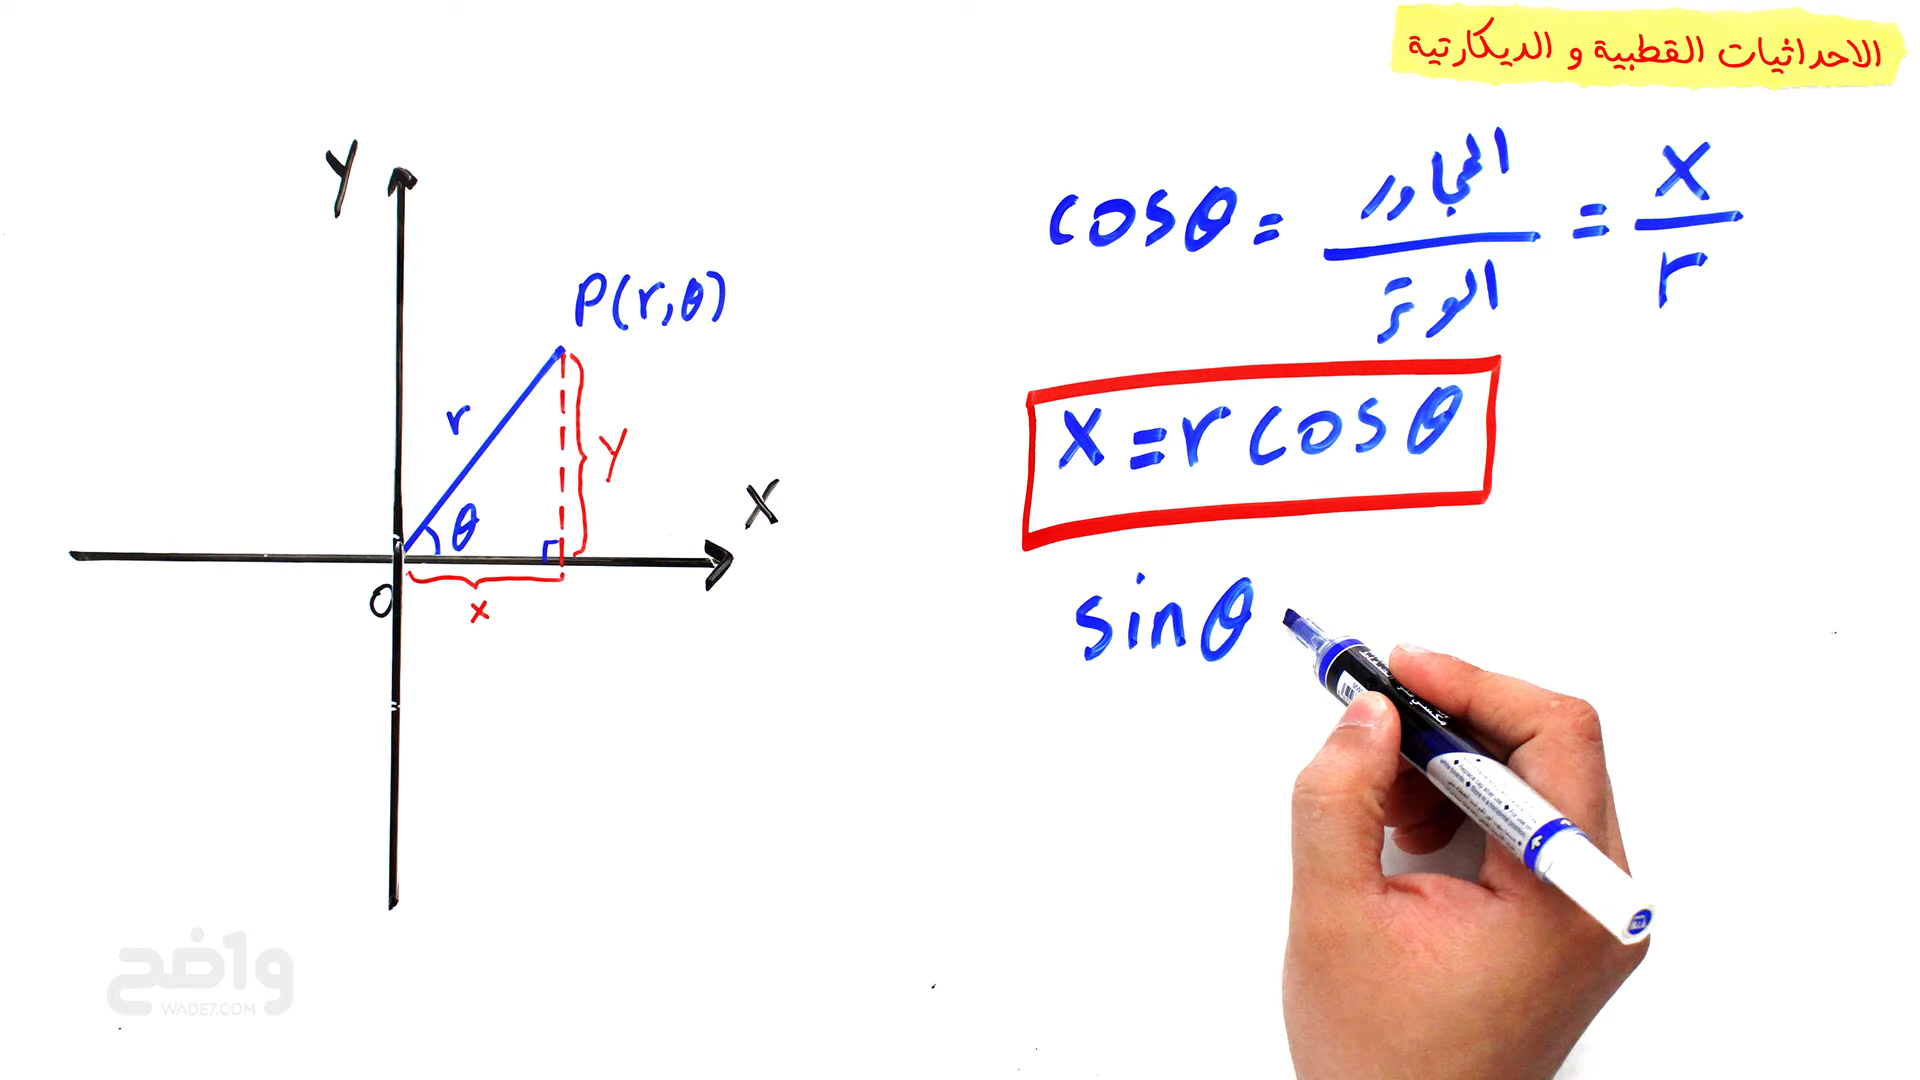 الاحداثيات القطبية و الديكارتية
cosθ = المجاور / الوتر = x / r
x = r cosθ
sinθ
Y
P(r,θ)
r
Y
θ
X
O
x
واضح
WADE7.COM